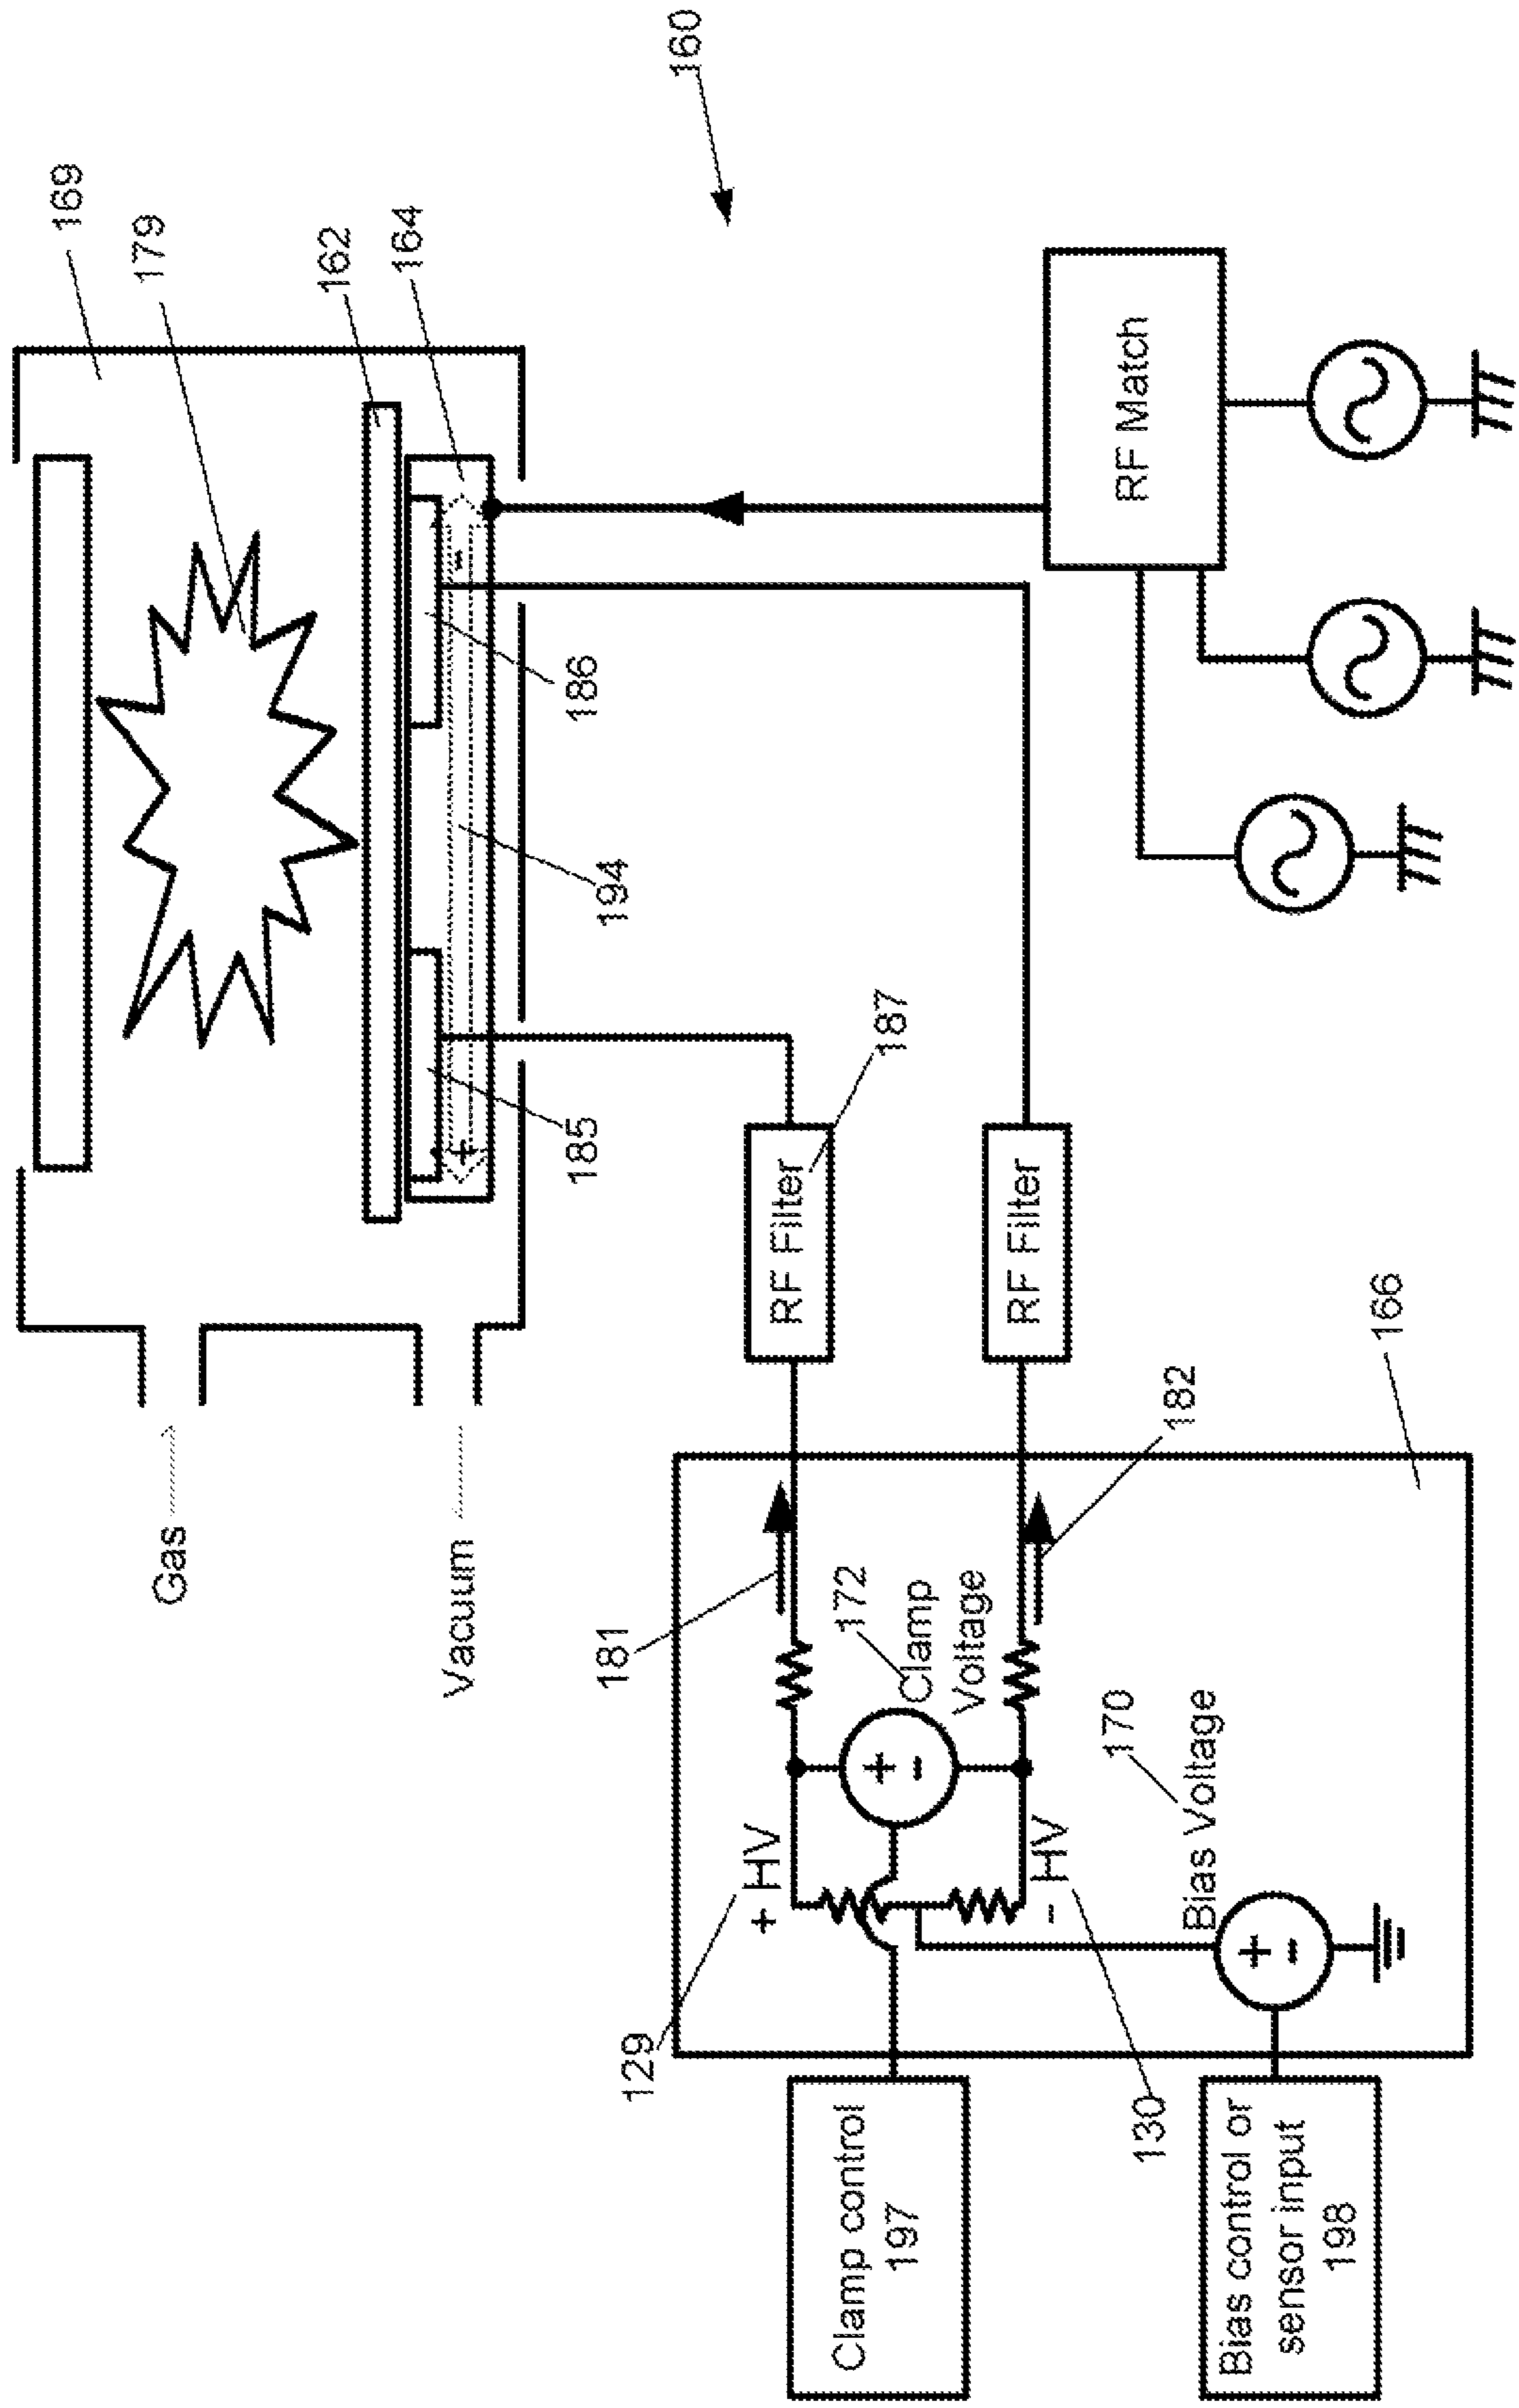 160
169
179
162
164
Gas
Vacuum
186
194
185
187
RF Filter
RF Filter
RF Match
181
182
172
Clamp
Voltage
+ HV
- HV
129
130
170
Bias Voltage
166
+
-
+
-
+
-
Clamp control
197
Bias control or
sensor input
198